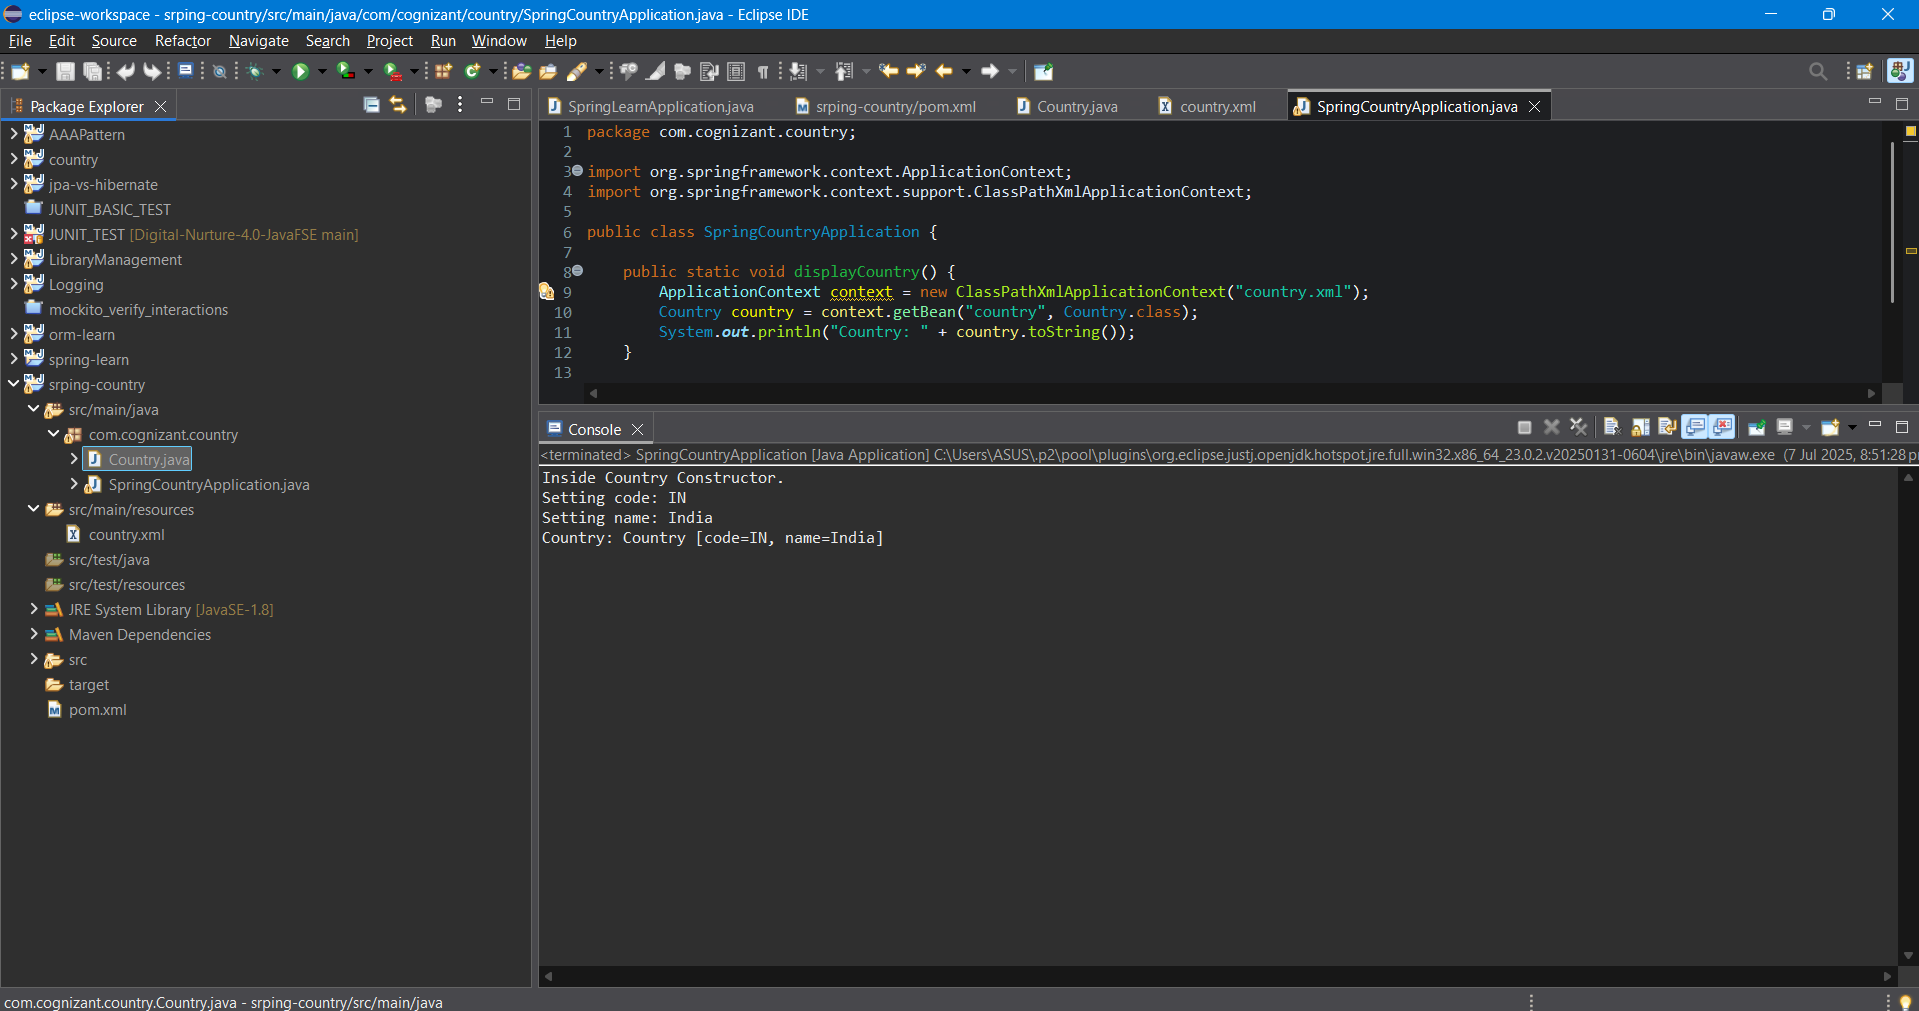 eclipse-workspace - srping-country/src/main/java/com/cognizant/country/SpringCountryApplication.java - Eclipse IDE
File Edit Source Refactor Navigate Search Project Run Window Help
Package Explorer
AAAPattern
country
jpa-vs-hibernate
JUNIT_BASIC_TEST
JUNIT_TEST [Digital-Nurture-4.0-JavaFSE main]
LibraryManagement
Logging
mockito_verify_interactions
orm-learn
spring-learn
srping-country
src/main/java
com.cognizant.country
Country.java
SpringCountryApplication.java
src/main/resources
country.xml
src/test/java
src/test/resources
JRE System Library [JavaSE-1.8]
Maven Dependencies
src
target
pom.xml
SpringLearnApplication.java srping-country/pom.xml Country.java country.xml SpringCountryApplication.java
1 package com.cognizant.country;
2
3 import org.springframework.context.ApplicationContext;
4 import org.springframework.context.support.ClassPathXmlApplicationContext;
5
6 public class SpringCountryApplication {
7
8 public static void displayCountry() {
9 ApplicationContext context = new ClassPathXmlApplicationContext("country.xml");
10 Country country = context.getBean("country", Country.class);
11 System.out.println("Country: " + country.toString());
12 }
13
Console
<terminated> SpringCountryApplication [Java Application] C:\Users\ASUS\.p2\pool\plugins\org.eclipse.justj.openjdk.hotspot.jre.full.win32.x86_64_23.0.2.v20250131-0604\jre\bin\javaw.exe (7 Jul 2025, 8:51:28 p
Inside Country Constructor.
Setting code: IN
Setting name: India
Country: Country [code=IN, name=India]
com.cognizant.country.Country.java - srping-country/src/main/java